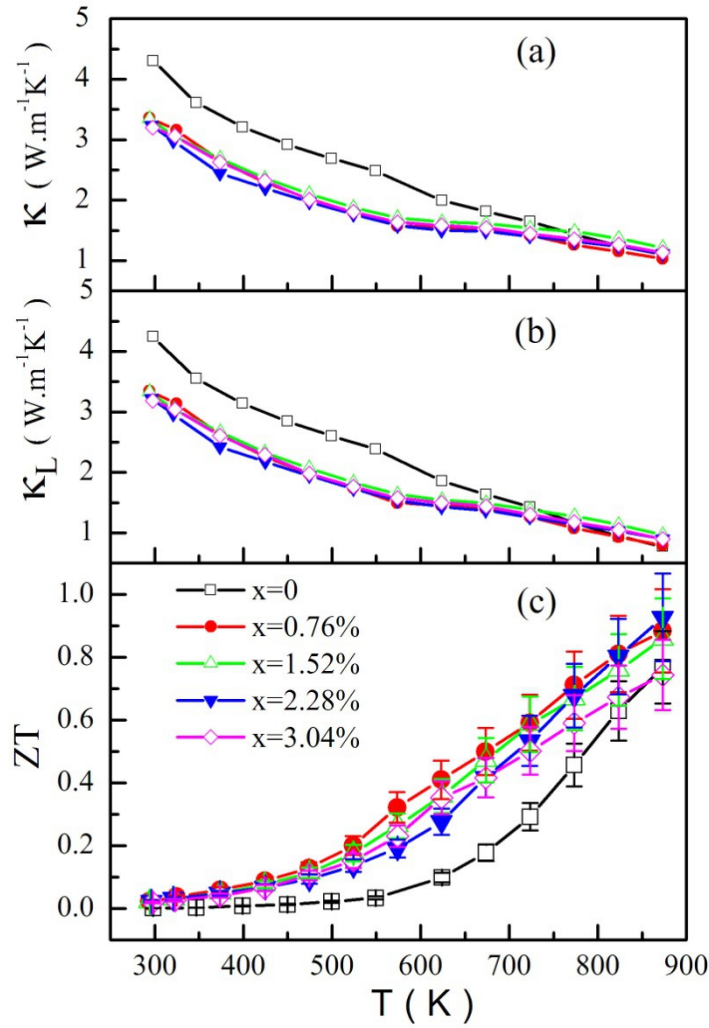 (a)
5
4
3
2
1
κ ( W.m⁻¹K⁻¹)
(b)
5
4
3
2
1
κL ( W.m⁻¹K⁻¹)
(c)
x=0
x=0.76%
x=1.52%
x=2.28%
x=3.04%
1.0
0.8
0.6
0.4
0.2
0.0
ZT
300 400 500 600 700 800 900
T ( K )